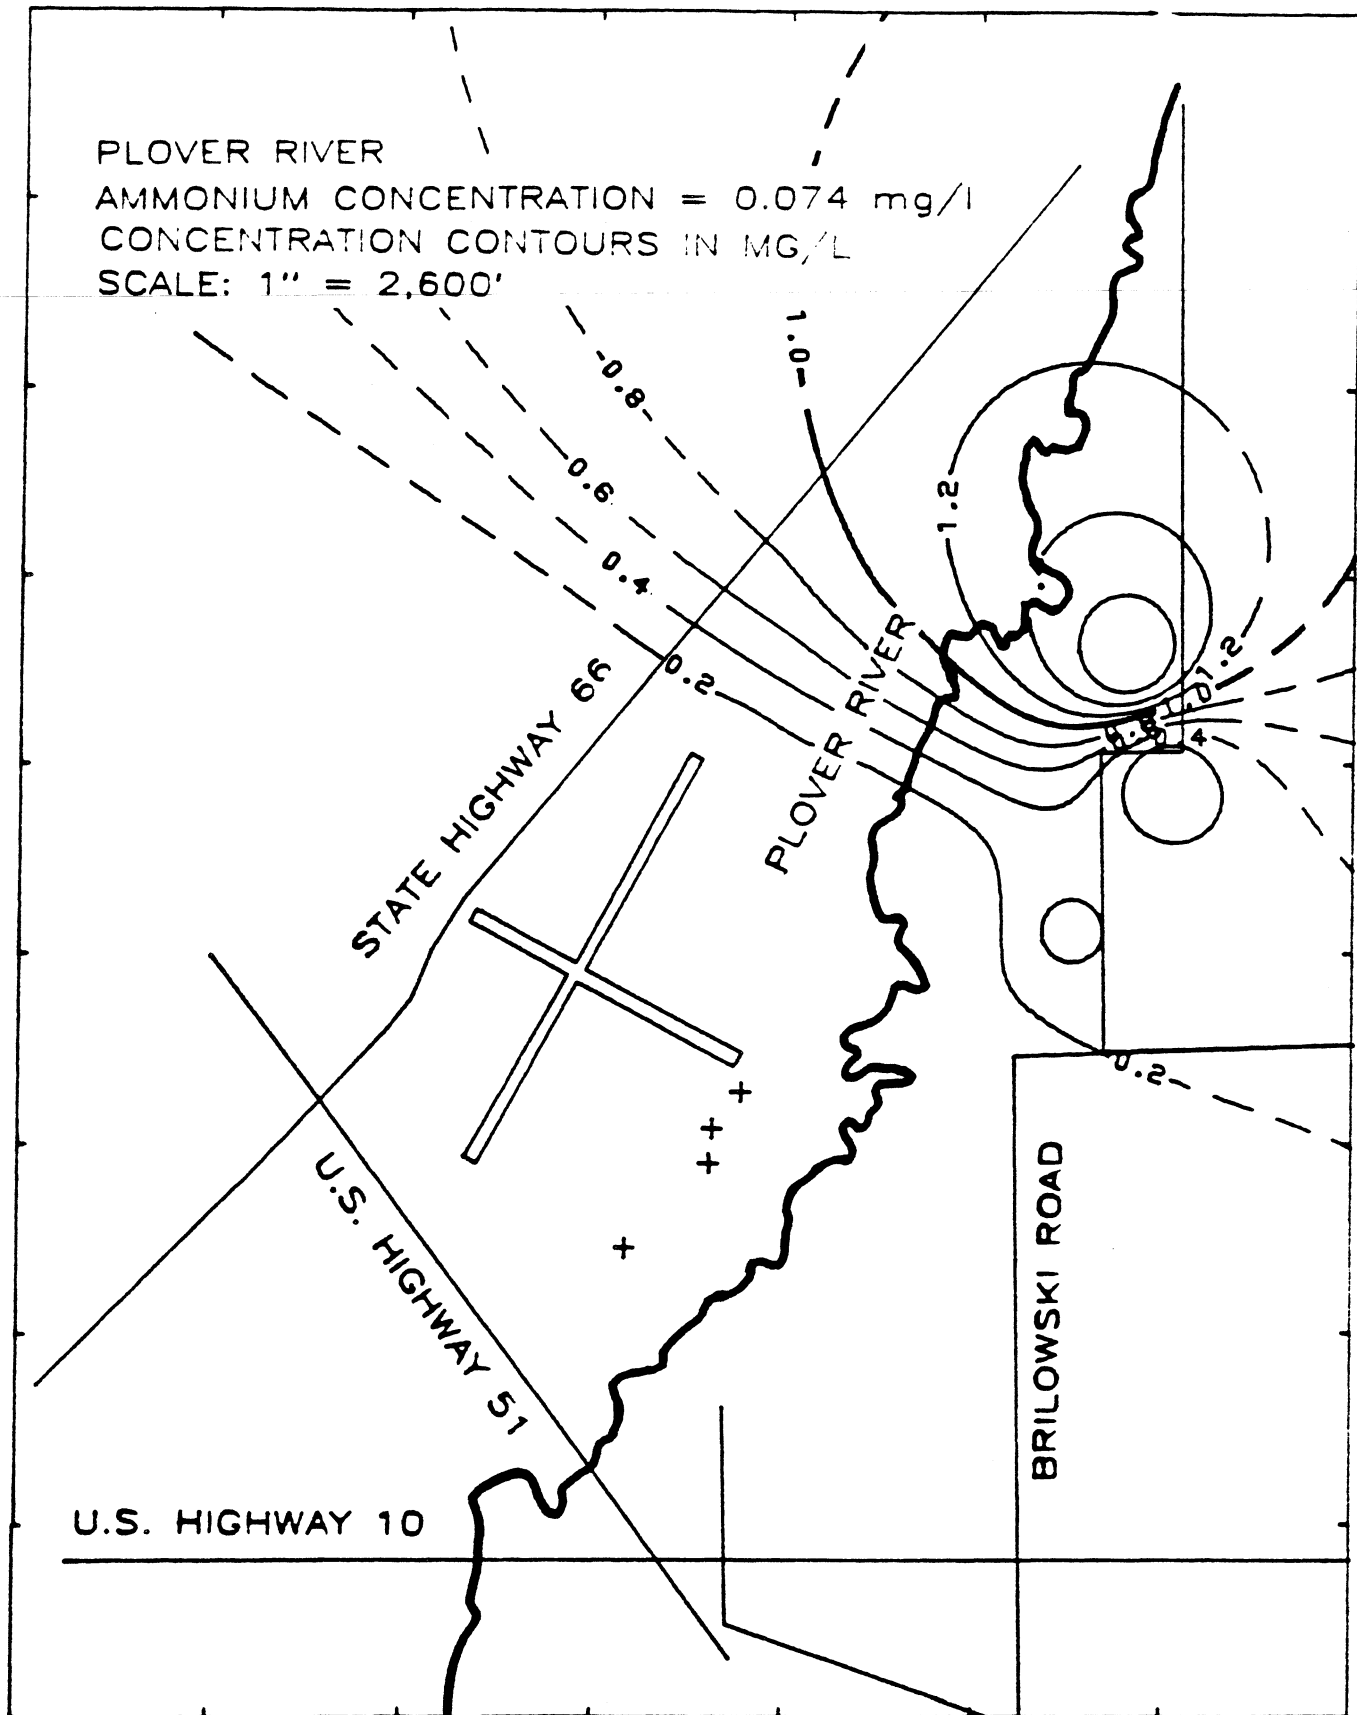 PLOVER RIVER
AMMONIUM CONCENTRATION = 0.074 mg/l
CONCENTRATION CONTOURS IN MG/L
SCALE: 1" = 2,600'
1.0
0.8
0.6
0.4
0.2
1.2
1.2
1.0
4
STATE HIGHWAY 66
PLOVER RIVER
0.2
U.S. HIGHWAY 51
BRILOWSKI ROAD
U.S. HIGHWAY 10